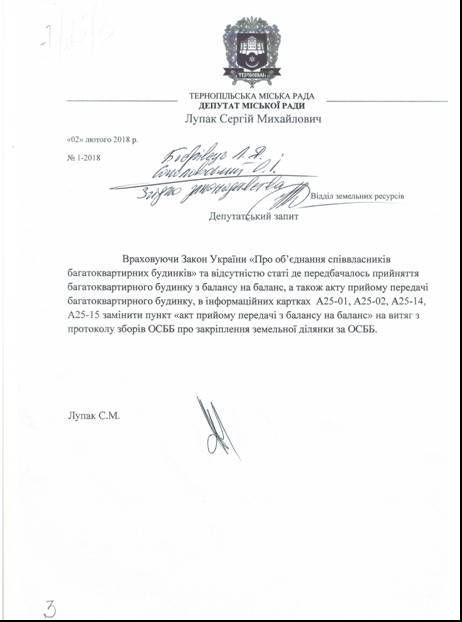 ТЕРНОПІЛЬ
ТЕРНОПІЛЬСЬКА МІСЬКА РАДА
ДЕПУТАТ МІСЬКОЇ РАДИ
Лупак Сергій Михайлович
«02» лютого 2018 р.
№ 1-2018
Згідно законодавства
Відділ земельних ресурсів
Депутатський запит
Враховуючи Закон України «Про об’єднання співвласників
багатоквартирних будинків» та відсутністю статі де передбачалось прийняття
багатоквартирного будинку з балансу на баланс, а також акту прийому передачі
багатоквартирного будинку, в інформаційних картках А25-01, А25-02, А25-14,
А25-15 замінити пункт «акт прийому передачі з балансу на баланс» на витяг з
протоколу зборів ОСББ про закріплення земельної ділянки за ОСББ.
Лупак С.М.
3